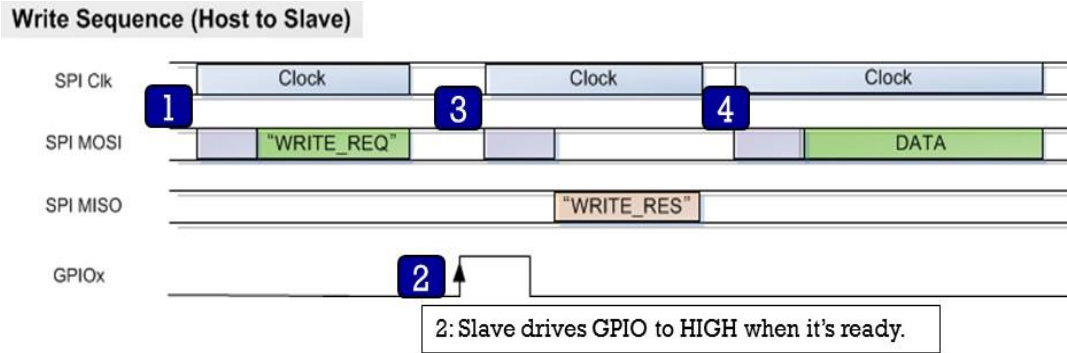 Write Sequence (Host to Slave)
SPI Clk
Clock
Clock
Clock
1
3
4
SPI MOSI
"WRITE_REQ"
DATA
SPI MISO
"WRITE_RES"
GPIOx
2
2: Slave drives GPIO to HIGH when it's ready.